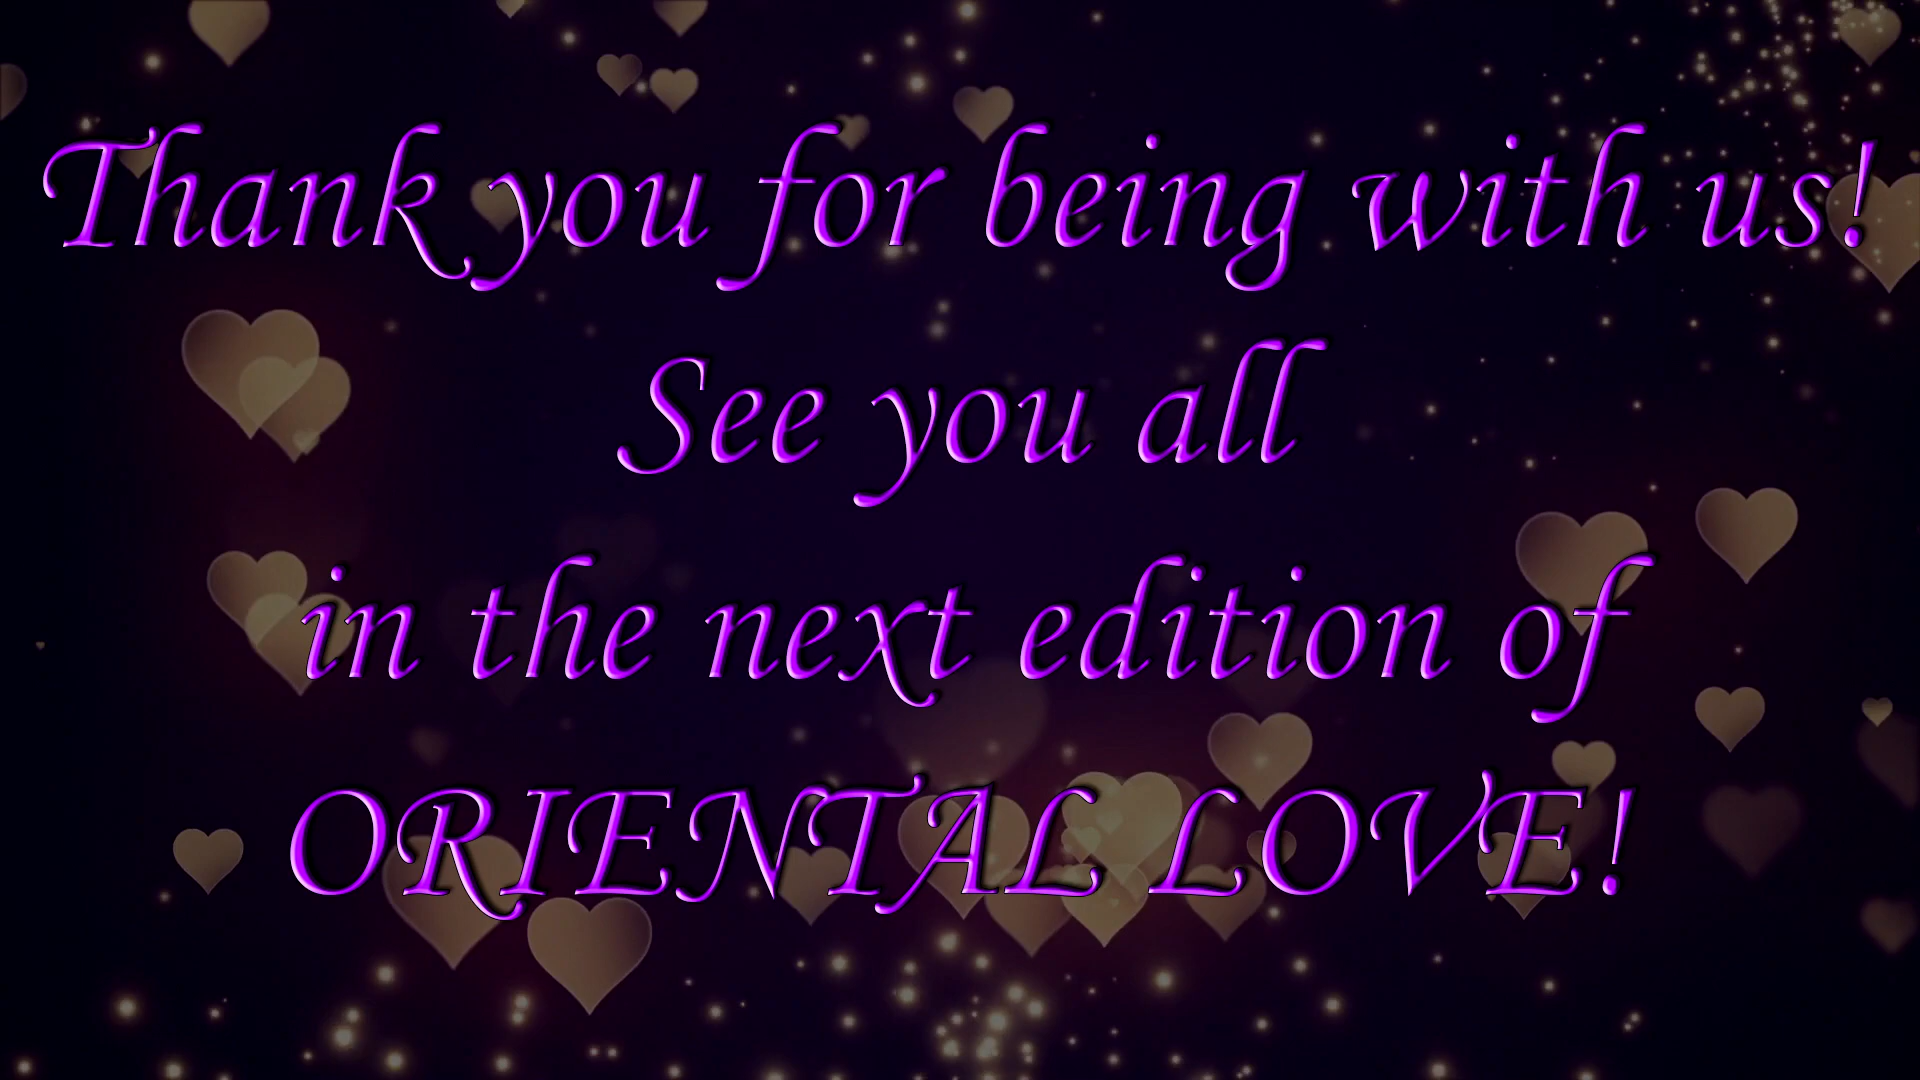 Thank you for being with us!
See you all
in the next edition of
ORIENTAL LOVE!